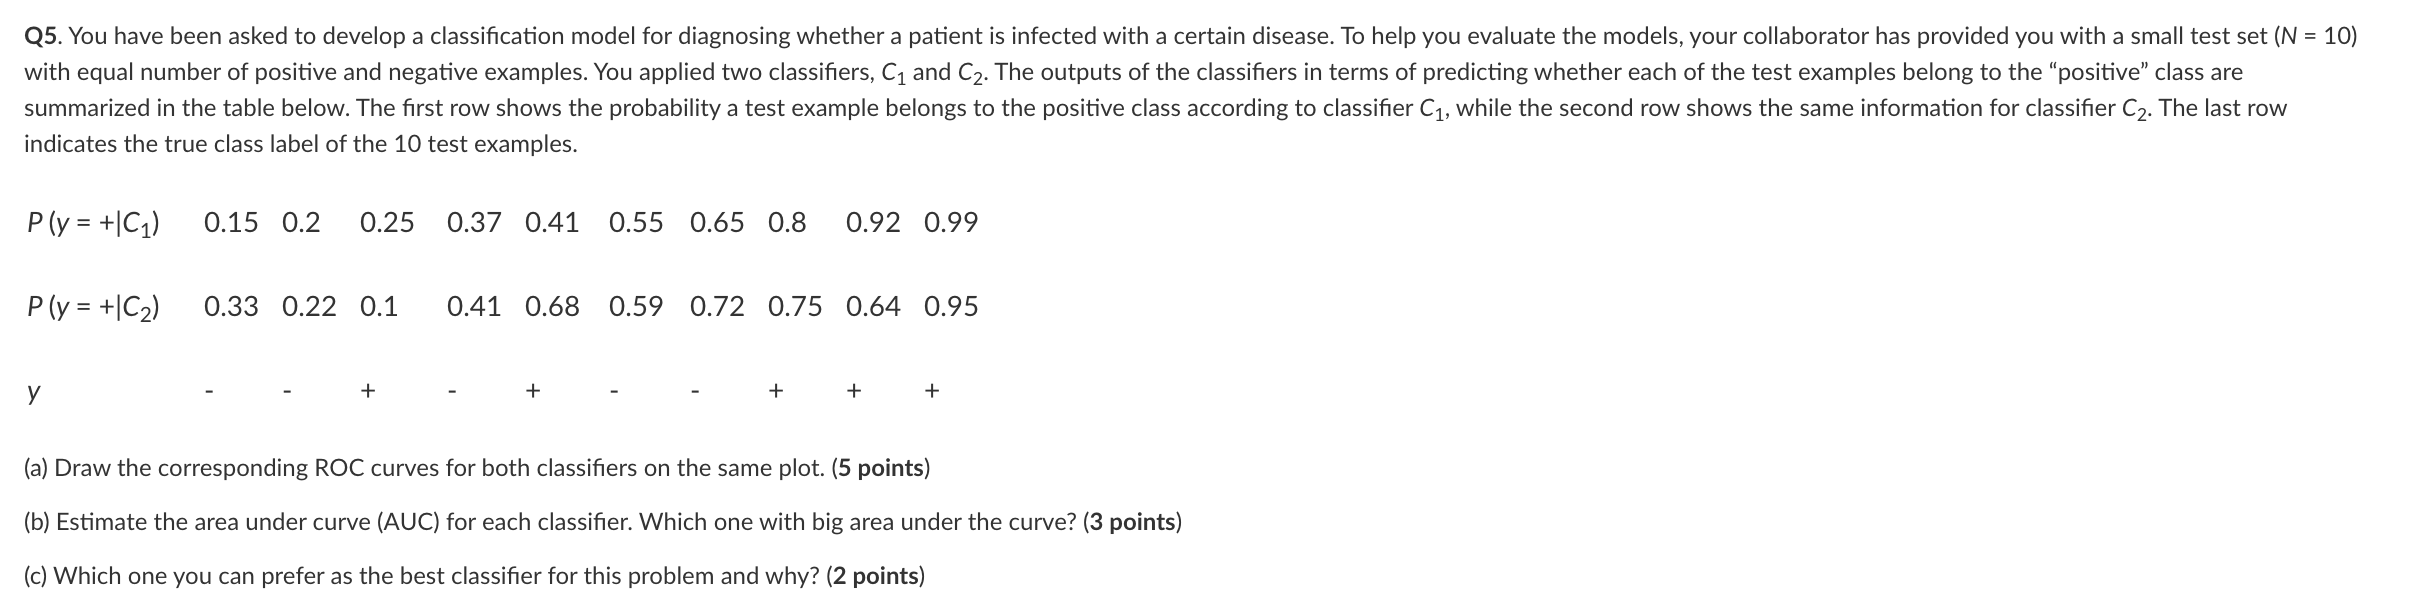 Q5. You have been asked to develop a classification model for diagnosing whether a patient is infected with a certain disease. To help you evaluate the models, your collaborator has provided you with a small test set (N = 10)
with equal number of positive and negative examples. You applied two classifiers, C₁ and C₂. The outputs of the classifiers in terms of predicting whether each of the test examples belong to the “positive” class are
summarized in the table below. The first row shows the probability a test example belongs to the positive class according to classifier C₁, while the second row shows the same information for classifier C₂. The last row
indicates the true class label of the 10 test examples.
P (y = +|C₁) 0.15 0.2 0.25 0.37 0.41 0.55 0.65 0.8 0.92 0.99
P (y = +|C₂) 0.33 0.22 0.1 0.41 0.68 0.59 0.72 0.75 0.64 0.95
y - - + - + - - + + +
(a) Draw the corresponding ROC curves for both classifiers on the same plot. (5 points)
(b) Estimate the area under curve (AUC) for each classifier. Which one with big area under the curve? (3 points)
(c) Which one you can prefer as the best classifier for this problem and why? (2 points)